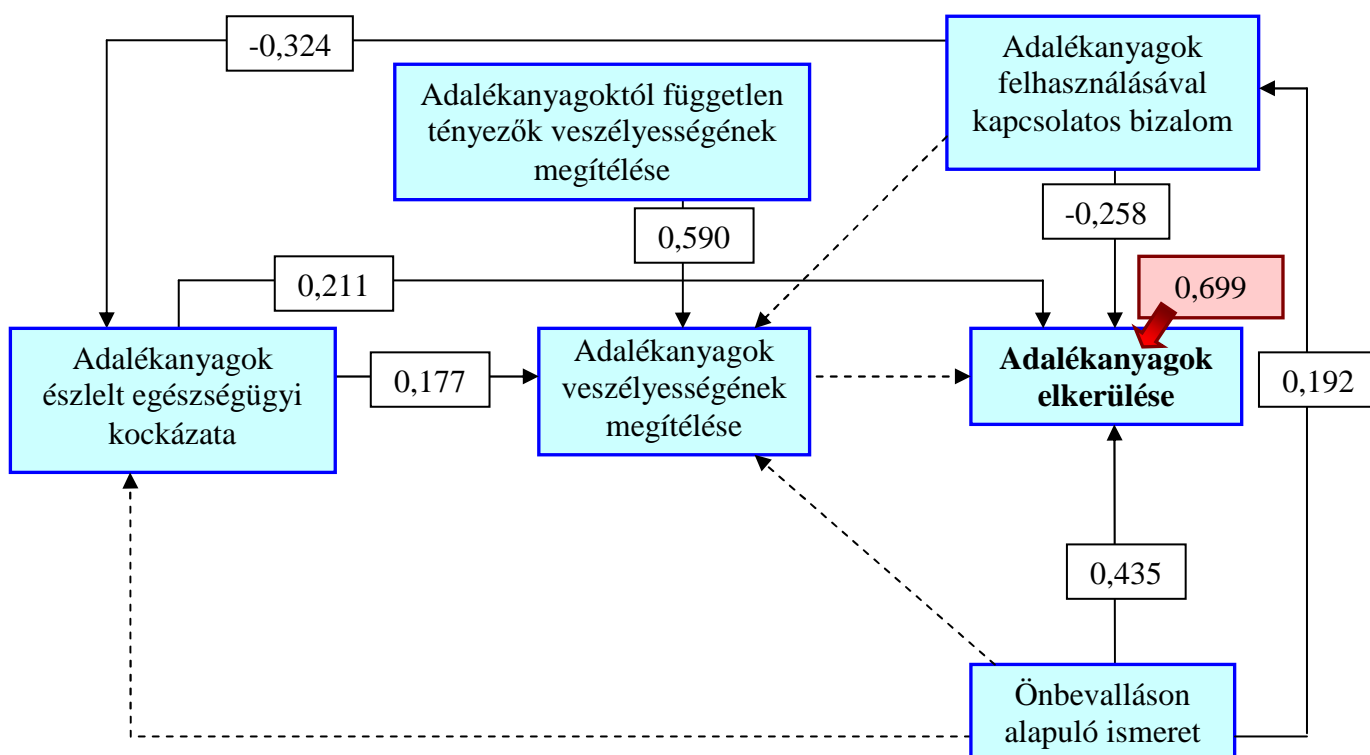 -0,324
Adalékanyagok
felhasználásával
kapcsolatos bizalom
Adalékanyagoktól független
tényezők veszélyességének
megítélése
-0,258
0,590
0,211
0,699
Adalékanyagok
észlelt egészségügyi
kockázata
0,177
Adalékanyagok
veszélyességének
megítélése
Adalékanyagok
elkerülése
0,192
0,435
Önbevalláson
alapuló ismeret